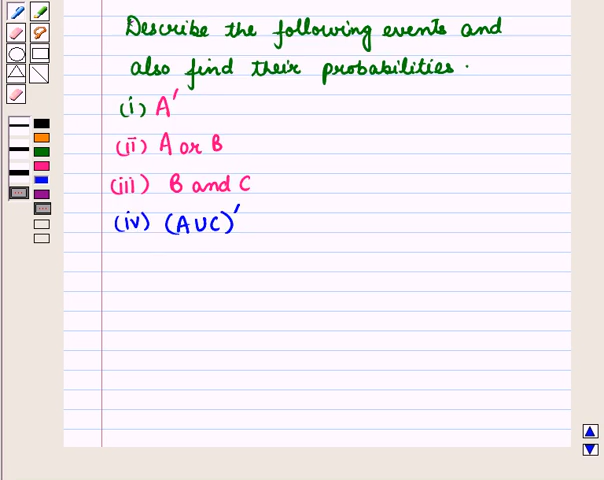 Describe the following events and
also find their probabilities.
(i) A'
(ii) A or B
(iii) B and C
(iv) (A∪C)'